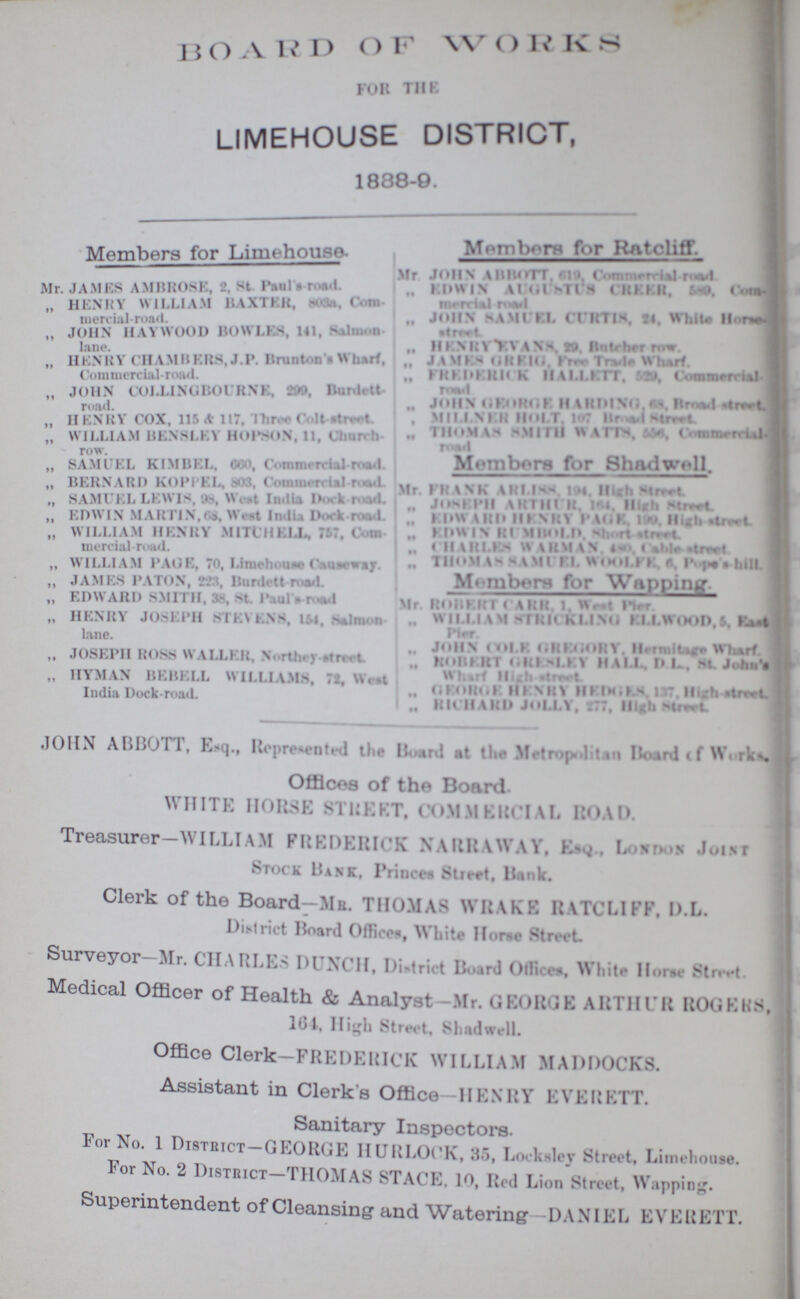 BOARD OF WORKS
FOR THE
LIMEHOUSE DISTRICT,
1888-9.
Members for Limehouse.
Mr. JAMES AMBROSE, 2, St. Paul's-road.
„ HENRY WILLIAM BAXTER, 803a, Com-
mercial-road.
„ JOHN HAYWOOD BOWLES, 141, Salmon-
lane.
„ HENRY CHAMBERS, J.P. Brunton's Wharf,
Commercial-road.
„ JOHN COLLINGBOURNE, 299, Burdett-
road.
„ HENRY COX, 115 & 117, Three Colt-street.
„ WILLIAM BENSLEY HOPSON, 11, Church-
row.
„ SAMUEL KIMBEL, 660, Commercial-road.
„ BERNARD KOPPEL, 803, Commercial-road.
„ SAMUEL LEWIS, 98, West India Dock-road.
„ EDWIN MARTIN, 68, West India Dock-road.
„ WILLIAM HENRY MITCHELL, 757, Com-
mercial-road.
„ WILLIAM PAGE, 70, Limehouse Causeway.
„ JAMES PATON, 223, Burdett-road.
„ EDWARD SMITH, 38, St. Paul's-road
„ HENRY JOSEPH STEVENS, 154, Salmon-
lane.
„ JOSEPH ROSS WALLER, Northey-street.
„ HYMAN BEBELL WILLIAMS, 72, West
India Dock-road.
Members for Ratcliff.
Mr. JOHN ABBOTT, 619, Commercial-road
„ EDWIN AUGUSTUS CREER, 589, Com-
mercial-road
„ JOHN SAMUEL CURTIS, 24, White Horse-
street.
„ HENRY EVANS, 29, Butcher-row.
„ JAMES GREIG, Free Trade Wharf.
„ FREDERICK HALLETT, 529, Commercial-
road
„ JOHN GEORGE HARDING, 68, Broad-street.
, MILLNER HOLT, 107 Broad Street.
„ THOMAS SMITH WATTS, 556, Commercial-
road
Members for Shadwell.
Mr. FRANK ARLISS, 194, High Street.
„ JOSEPH ARTHUR, 164, High Street.
„ EDWARD HENRY PAGE, 199, High-street.
„ EDWIN RUMBOLD, Short-street.
„ CHARLES WARMAN, 480, Cable-street.
„ THOMAS SAMUEL WOOLFE, 6, Pope's-hill.
Members for Wapping.
Mr. ROBERT CARR, 1, West Pier.
„ WILLIAM STRICKLING ELLWOOD, 5, East
Pier.
„ JOHN COLE GREGORY, Hermitage Wharf.
„ ROBERT GRESLEY HALL, D.L., St. John's
Wharf High-street.
„ GEORGE HENRY HEDGES, 137, High-street.
„ RICHARD JOLLY, 277, High Street.
JOHN ABBOTT, Esq., Represented the Board at the Metropolitan Board of Works.
Offices of the Board.
WHITE HORSE STREET, COMMERCIAL ROAD.
Treasurer—WILLIAM FREDERICK NARRAWAY, Esq., London Joint
Stock Bank, Princes Street, Bank.
Clerk of the Board—Mr. THOMAS WRAKE RATCLIFF, D.L.
District Board Offices, White Horse Street.
Surveyor—Mr. CHARLES DUNCH, District Board Offices, White Horse Street.
Medical Officer of Health & Analyst—Mr. GEORGE ARTHUR ROGERS,
164, High Street, Shadwell.
Office Clerk—FREDERICK WILLIAM MADDOCKS.
Assistant in Clerk's Office—HENRY EVERETT.
Sanitary Inspectors.
For No. 1 District—GEORGE HURLOCK, 35, Locksley Street, Limehouse.
For No. 2 District—THOMAS STACE, 10, Red Lion Street, Wapping.
Superintendent of Cleansing and Watering—DANIEL EVERETT.